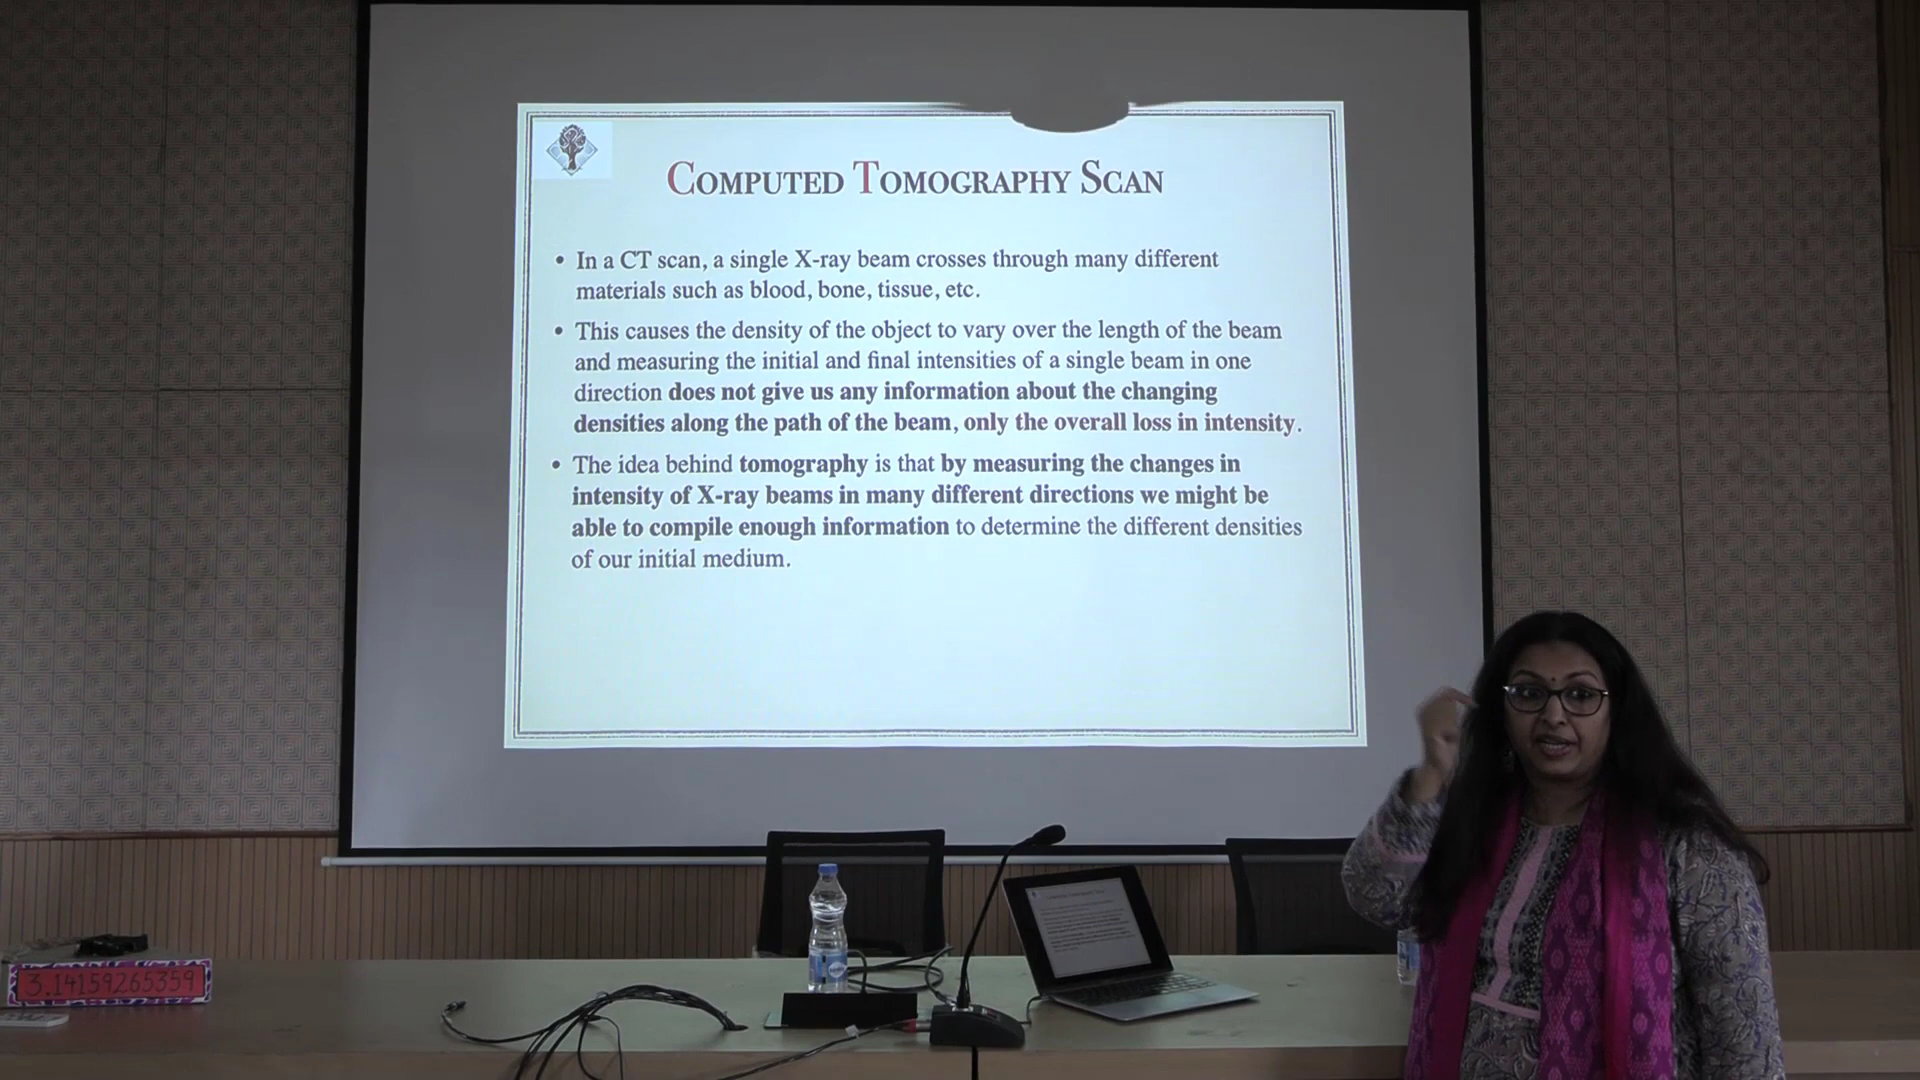 COMPUTED TOMOGRAPHY SCAN
• In a CT scan, a single X-ray beam crosses through many different
materials such as blood, bone, tissue, etc.
• This causes the density of the object to vary over the length of the beam
and measuring the initial and final intensities of a single beam in one
direction does not give us any information about the changing
densities along the path of the beam, only the overall loss in intensity.
• The idea behind tomography is that by measuring the changes in
intensity of X-ray beams in many different directions we might be
able to compile enough information to determine the different densities
of our initial medium.
3.14159265359